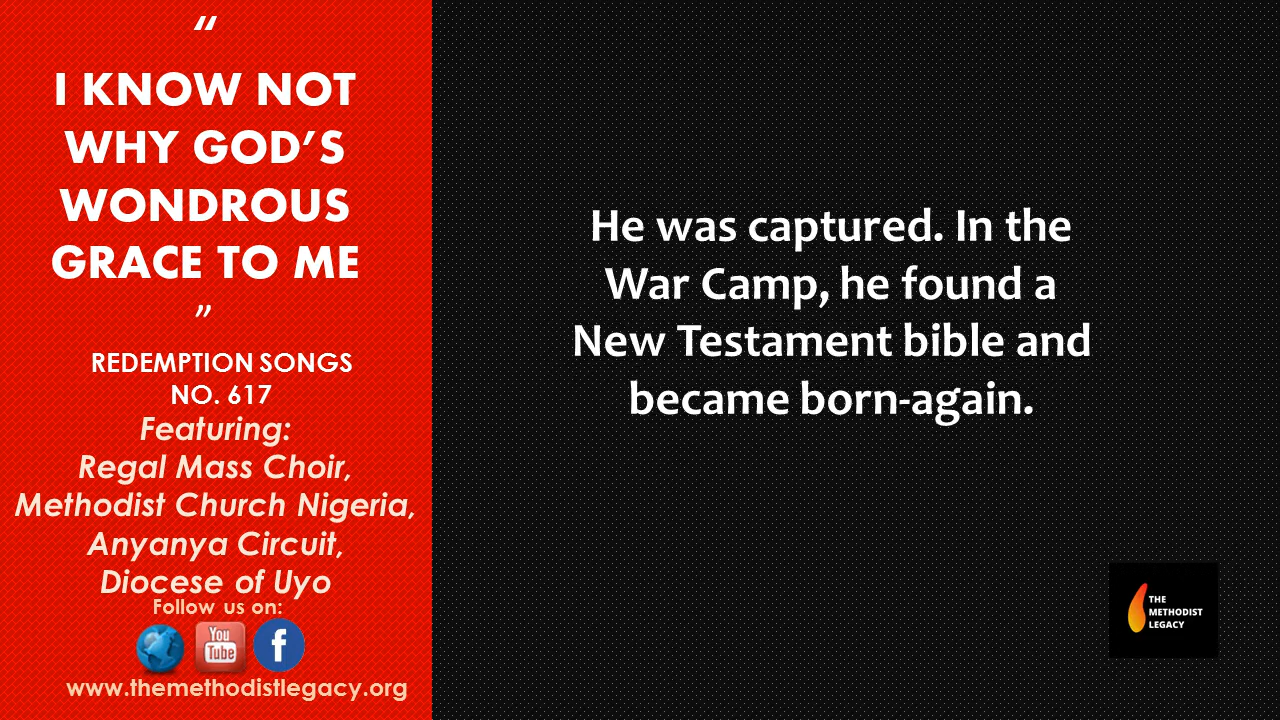 “
I KNOW NOT
WHY GOD’S
WONDROUS
GRACE TO ME
”
REDEMPTION SONGS
NO. 617
Featuring:
Regal Mass Choir,
Methodist Church Nigeria,
Anyanya Circuit,
Diocese of Uyo
Follow us on:
You
Tube
f
www.themethodistlegacy.org
He was captured. In the
War Camp, he found a
New Testament bible and
became born-again.
THE
METHODIST
LEGACY